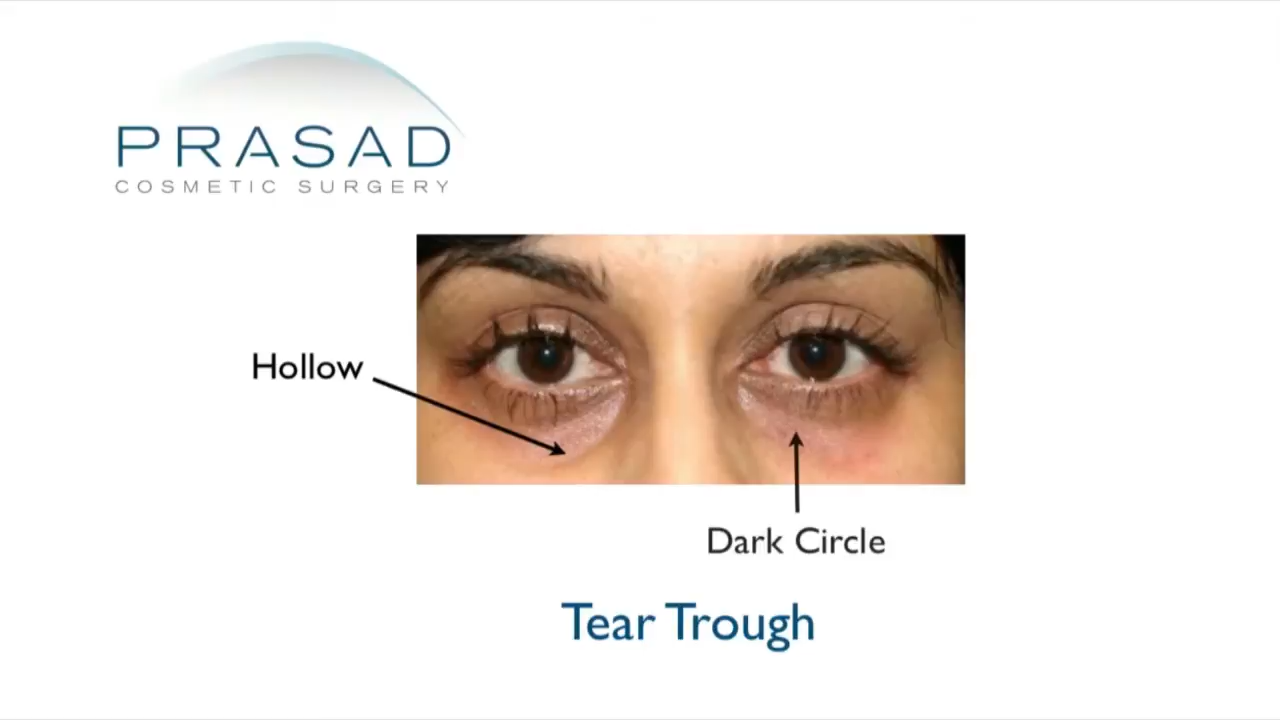 PRASAD
COSMETIC SURGERY
Hollow
Dark Circle
Tear Trough